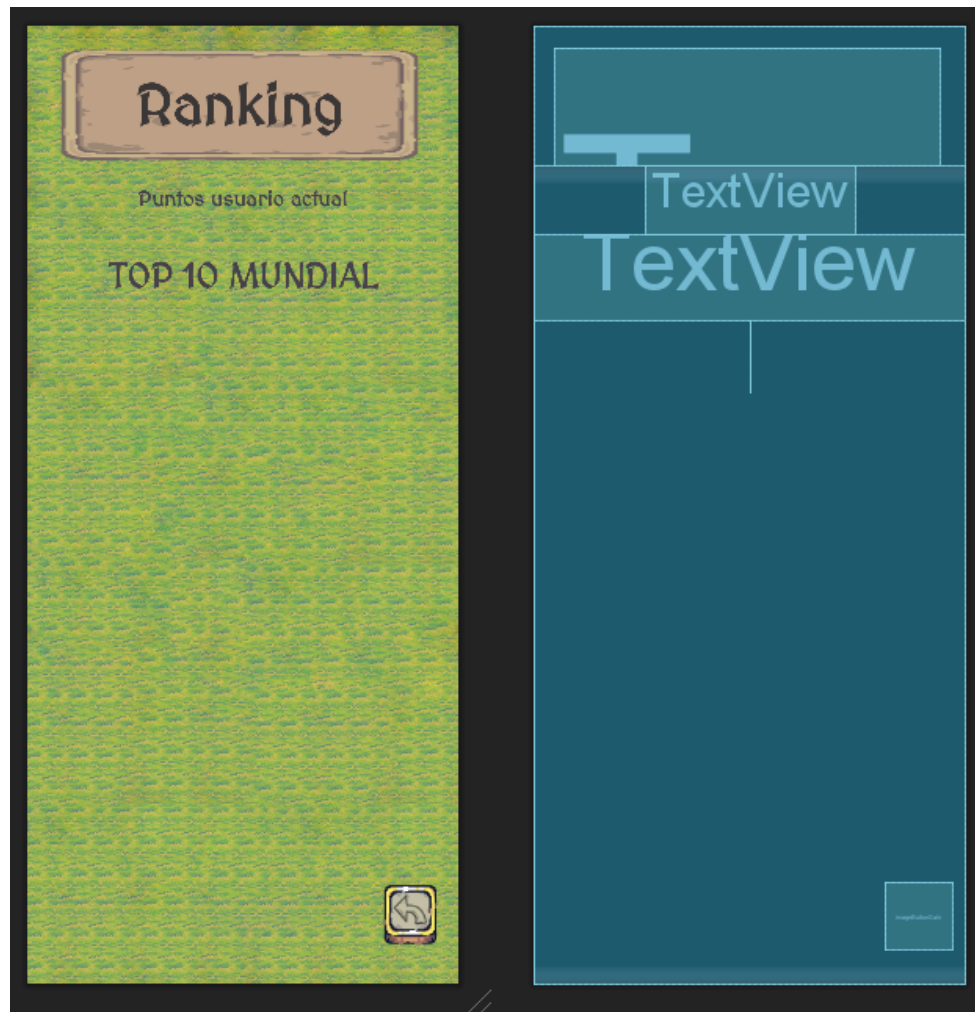 Ranking
Puntos usuario actual
TOP 10 MUNDIAL
T
TextView
TextView